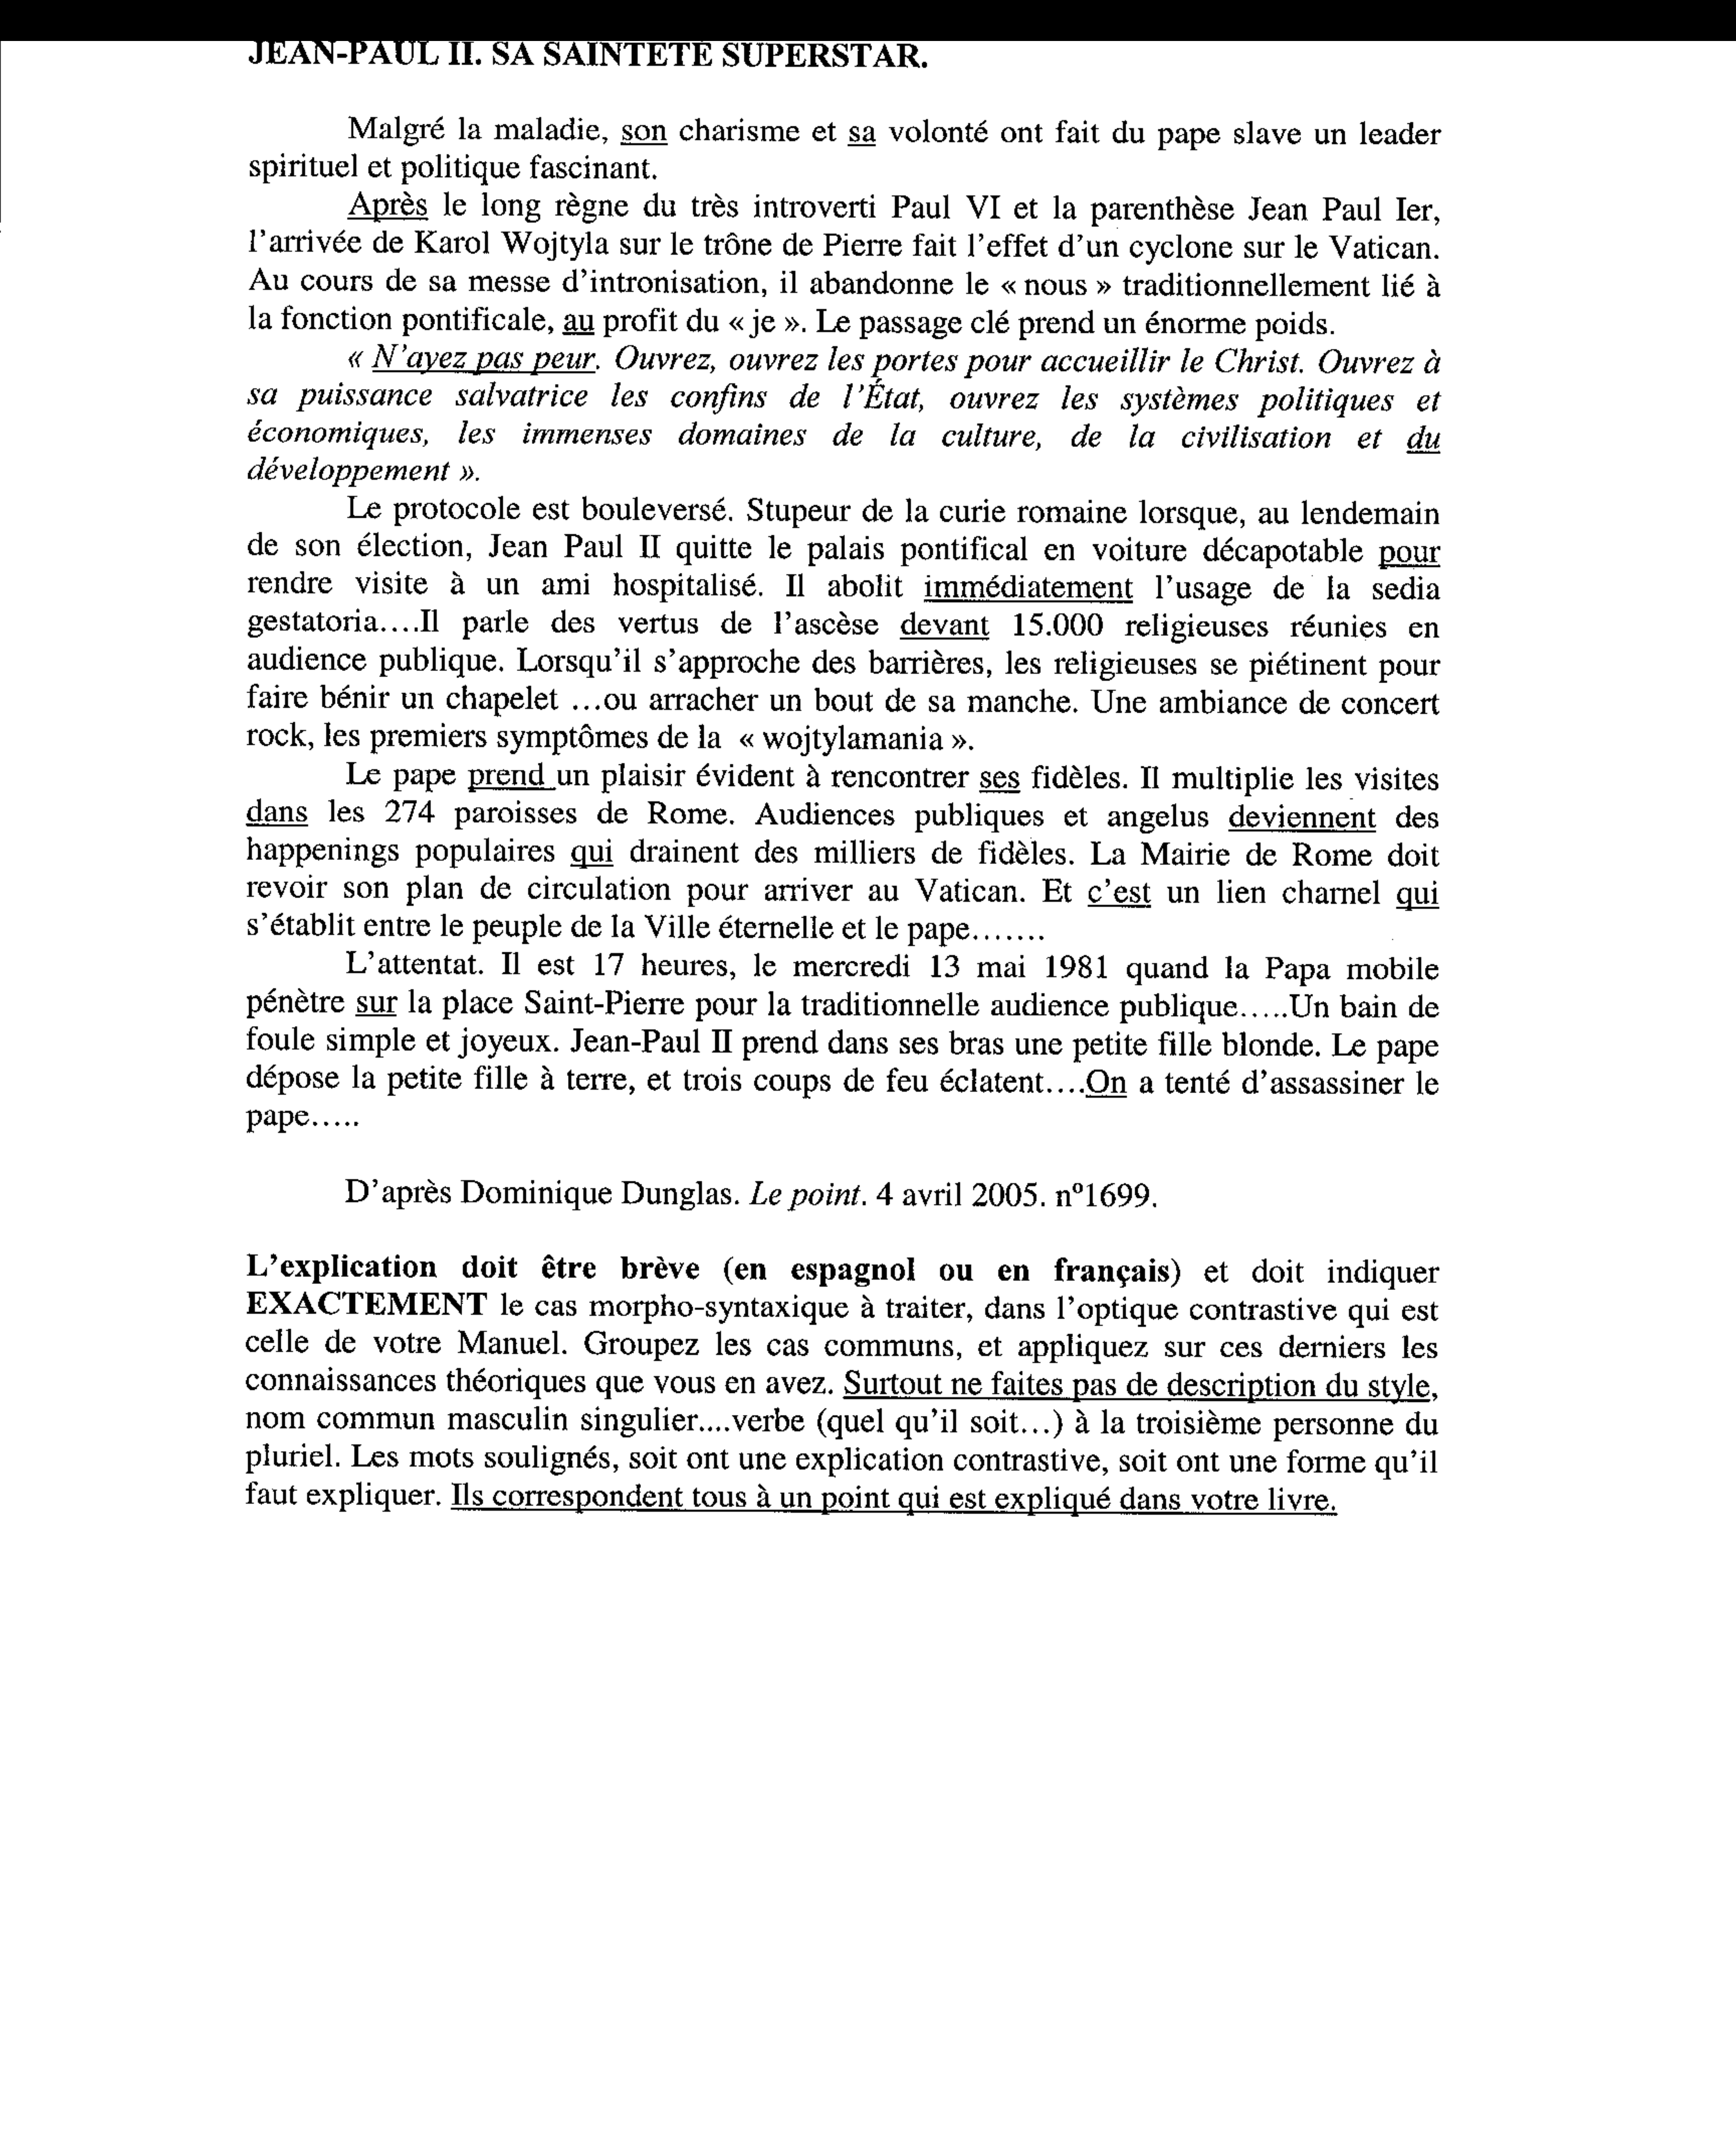 JEAN-PAUL II. SA SAINTETÉ SUPERSTAR.
Malgré la maladie, son charisme et sa volonté ont fait du pape slave un leader
spirituel et politique fascinant.
Après le long règne du très introverti Paul VI et la parenthèse Jean Paul Ier,
l'arrivée de Karol Wojtyla sur le trône de Pierre fait l'effet d'un cyclone sur le Vatican.
Au cours de sa messe d'intronisation, il abandonne le « nous » traditionnellement lié à
la fonction pontificale, au profit du « je ». Le passage clé prend un énorme poids.
« N'ayez pas peur. Ouvrez, ouvrez les portes pour accueillir le Christ. Ouvrez à
sa puissance salvatrice les confins de l'État, ouvrez les systèmes politiques et
économiques, les immenses domaines de la culture, de la civilisation et du
développement ».
Le protocole est bouleversé. Stupeur de la curie romaine lorsque, au lendemain
de son élection, Jean Paul II quitte le palais pontifical en voiture décapotable pour
rendre visite à un ami hospitalisé. Il abolit immédiatement l'usage de la sedia
gestatoria....Il parle des vertus de l'ascèse devant 15.000 religieuses réunies en
audience publique. Lorsqu'il s'approche des barrières, les religieuses se piétinent pour
faire bénir un chapelet ...ou arracher un bout de sa manche. Une ambiance de concert
rock, les premiers symptômes de la « wojtylamania ».
Le pape prend un plaisir évident à rencontrer ses fidèles. Il multiplie les visites
dans les 274 paroisses de Rome. Audiences publiques et angelus deviennent des
happenings populaires qui drainent des milliers de fidèles. La Mairie de Rome doit
revoir son plan de circulation pour arriver au Vatican. Et c'est un lien charnel qui
s'établit entre le peuple de la Ville éternelle et le pape.......
L'attentat. Il est 17 heures, le mercredi 13 mai 1981 quand la Papa mobile
pénètre sur la place Saint-Pierre pour la traditionnelle audience publique.....Un bain de
foule simple et joyeux. Jean-Paul II prend dans ses bras une petite fille blonde. Le pape
dépose la petite fille à terre, et trois coups de feu éclatent....On a tenté d'assassiner le
pape.....
D'après Dominique Dunglas. Le point. 4 avril 2005. nº1699.
L'explication doit être brève (en espagnol ou en français) et doit indiquer
EXACTEMENT le cas morpho-syntaxique à traiter, dans l'optique contrastive qui est
celle de votre Manuel. Groupez les cas communs, et appliquez sur ces derniers les
connaissances théoriques que vous en avez. Surtout ne faites pas de description du style,
nom commun masculin singulier....verbe (quel qu'il soit...) à la troisième personne du
pluriel. Les mots soulignés, soit ont une explication contrastive, soit ont une forme qu'il
faut expliquer. Ils correspondent tous à un point qui est expliqué dans votre livre.